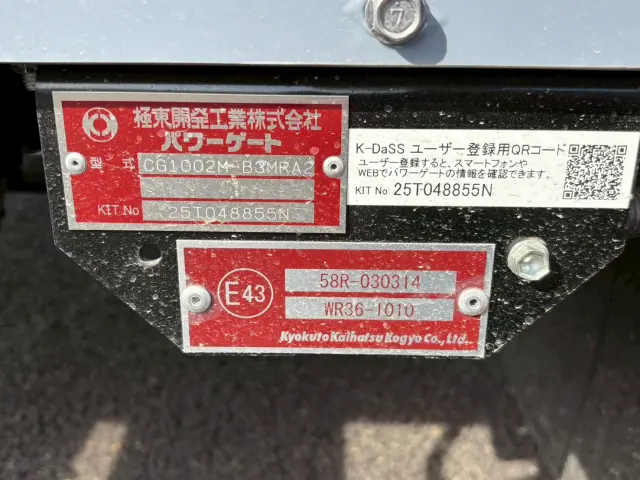 7
極東開発工業株式会社
パワーゲート
型 式 CG1002M-B3MRA2
KIT No 25T048855N
K-DaSS ユーザー登録用QRコード
ユーザー登録すると、スマートフォンや
WEBでパワーゲートの情報を確認できます。
KIT No 25T048855N
E43
58R-030314
WR36-1010
Kyokuto Kaihatsu Kogyo Co., Ltd.